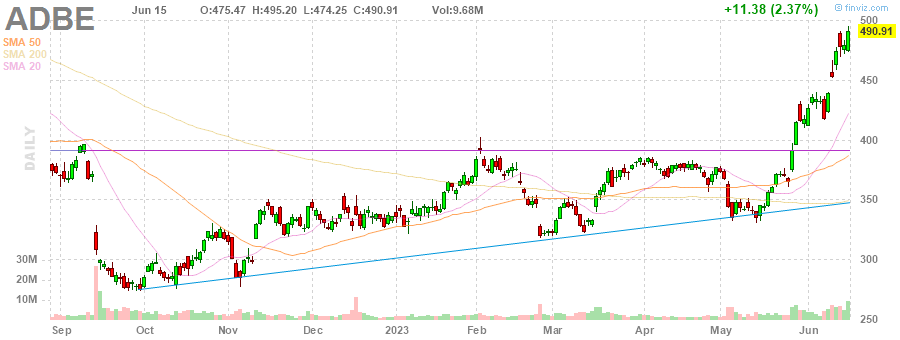 ADBE
Jun 15 O:475.47 H:495.20 L:474.25 C:490.91 Vol:9.68M +11.38 (2.37%) © finviz.com
SMA 50
SMA 200
SMA 20
DAILY
500
490.91
450
400
350
300
250
30M
20M
10M
Sep Oct Nov Dec 2023 Feb Mar Apr May Jun